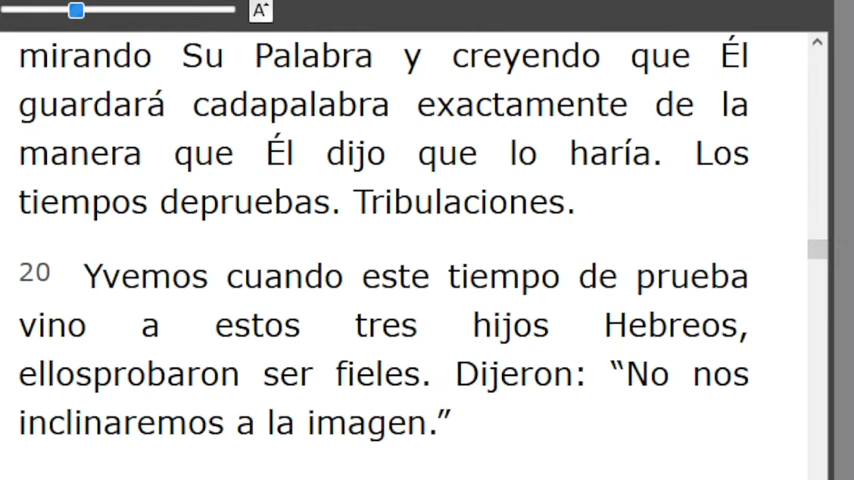 A
mirando Su Palabra y creyendo que Él
guardará cadapalabra exactamente de la
manera que Él dijo que lo haría. Los
tiempos depruebas. Tribulaciones.
20 Yvemos cuando este tiempo de prueba
vino a estos tres hijos Hebreos,
ellosprobaron ser fieles. Dijeron: “No nos
inclinaremos a la imagen.”